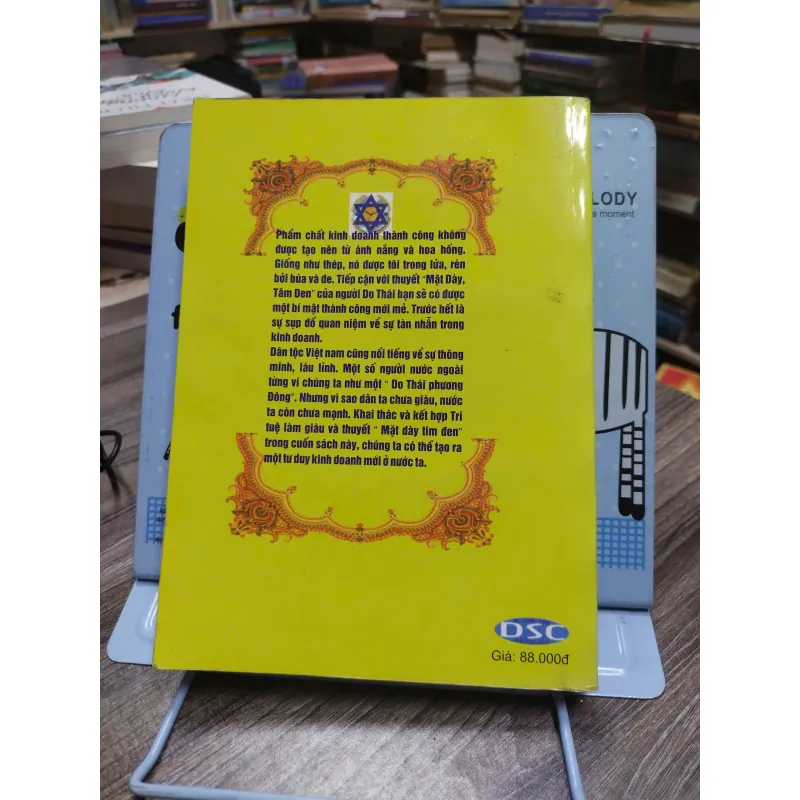 Phẩm chất kinh doanh thành công không
được tạo nên từ ánh nắng và hoa hồng.
Giống như thép, nó được tôi trong lửa, rèn
bởi búa và đe. Tiếp cận với thuyết "Mặt Dày,
Tâm Đen" của người Do Thái bạn sẽ có được
một bí mật thành công mới mẻ. Trước hết là
sự sụp đổ quan niệm về sự tàn nhẫn trong
kinh doanh.
Dân tộc Việt nam cũng nổi tiếng về sự thông
minh, láu lỉnh. Một số người nước ngoài
từng ví chúng ta như một " Do Thái phương
Đông". Nhưng vì sao dân ta chưa giàu, nước
ta còn chưa mạnh. Khai thác và kết hợp Trí
tuệ làm giàu và thuyết " Mặt dày tim đen"
trong cuốn sách này, chúng ta có thể tạo ra
một tư duy kinh doanh mới ở nước ta.
DSC
Giá: 88.000đ
LODY
moment